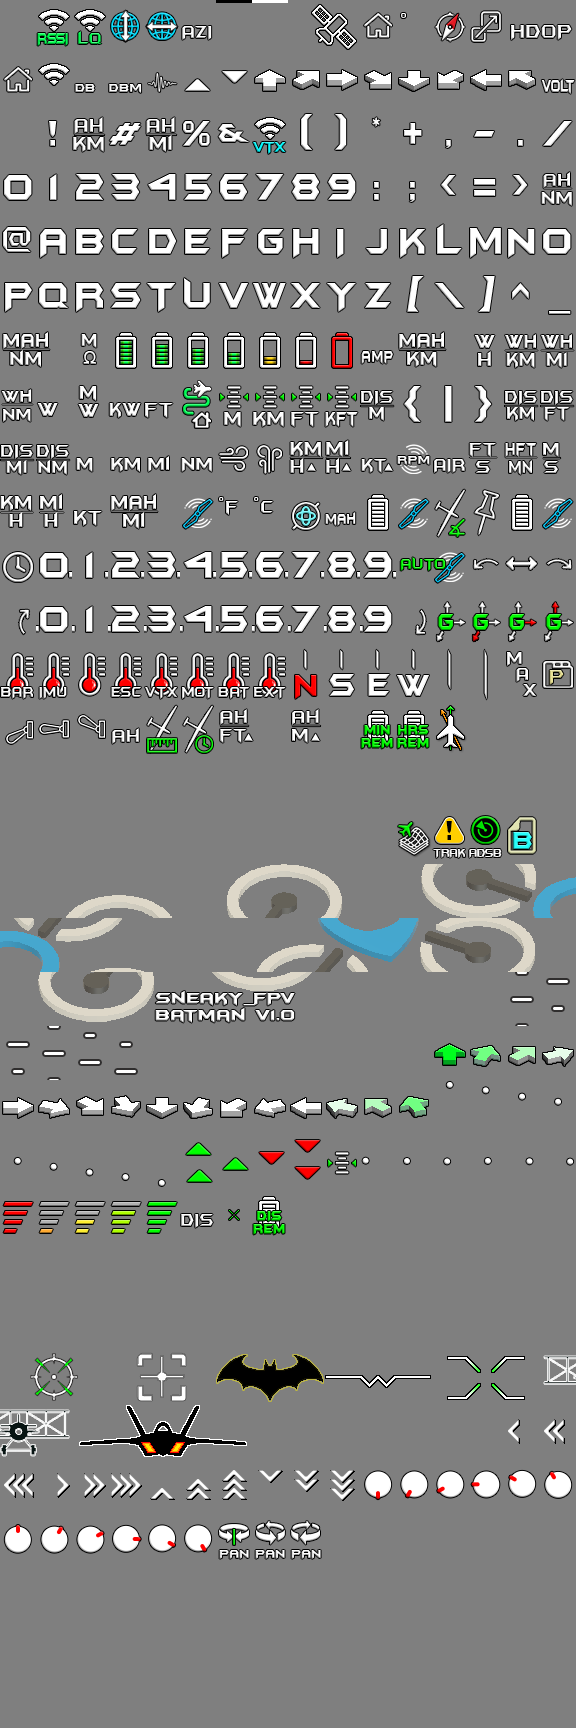 RSSI LQ AZI ° HDOP
DB DBM VOLT
! AH KM # AH MI % & VTX ( ) * + , - . /
0 1 2 3 4 5 6 7 8 9 : ; < = > AH NM
@ A B C D E F G H I J K L M N O
P Q R S T U V W X Y Z [ \ ] ^ _
MAH NM M Ω AMP MAH KM W H WH KM WH MI
WH NM W M W KW FT M KM FT KFT DIS M { | } DIS KM DIS FT
DIS MI DIS NM M KM MI NM KM H MI H KT RPM AIR FT S HFT MN M S
KM H MI H KT MAH MI °F °C MAH
0. 1. 2. 3. 4. 5. 6. 7. 8. 9. AUTO
.0 .1 .2 .3 .4 .5 .6 .7 .8 .9 G G G G
BAR IMU ESC VTX MOT BAT EXT N S E W MAX P
AH AH FT AH M MIN REM HRS REM
TRAK ADSB B
SNEAKY_FPV
BATMAN V1.0
DIS × DIS REM
PAN PAN PAN